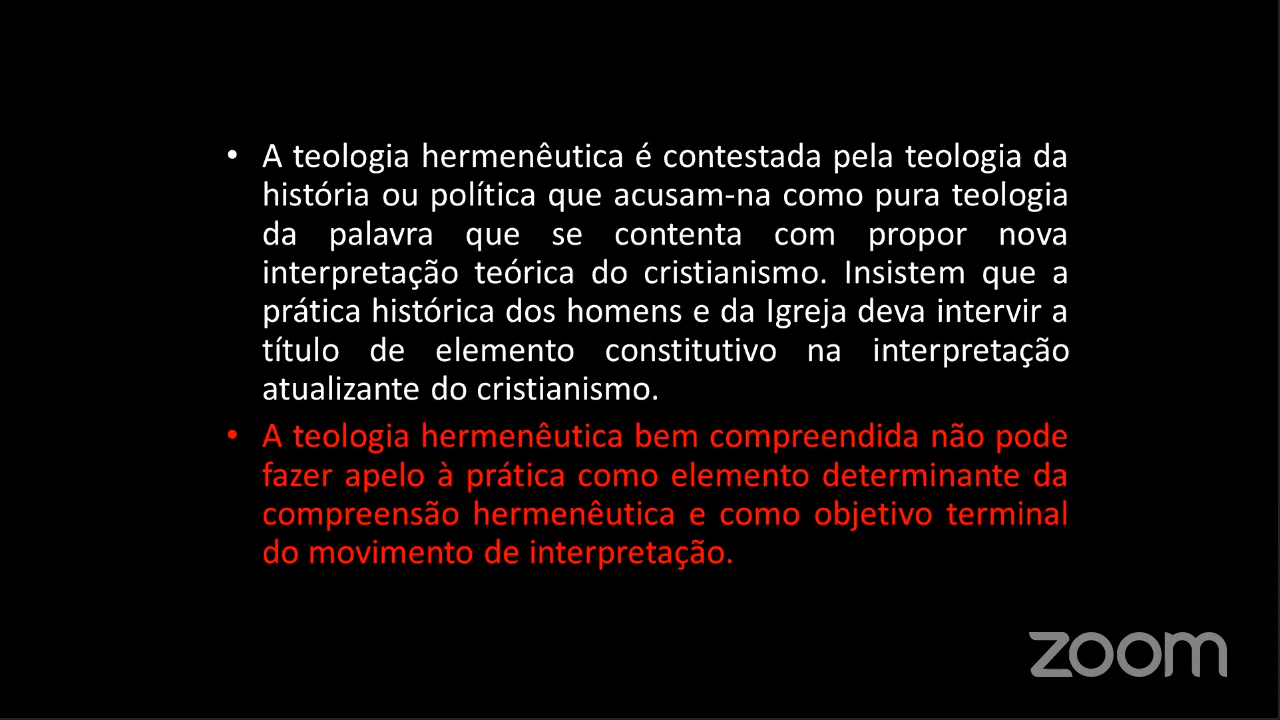 • A teologia hermenêutica é contestada pela teologia da
história ou política que acusam-na como pura teologia
da palavra que se contenta com propor nova
interpretação teórica do cristianismo. Insistem que a
prática histórica dos homens e da Igreja deva intervir a
título de elemento constitutivo na interpretação
atualizante do cristianismo.
• A teologia hermenêutica bem compreendida não pode
fazer apelo à prática como elemento determinante da
compreensão hermenêutica e como objetivo terminal
do movimento de interpretação.
zoom